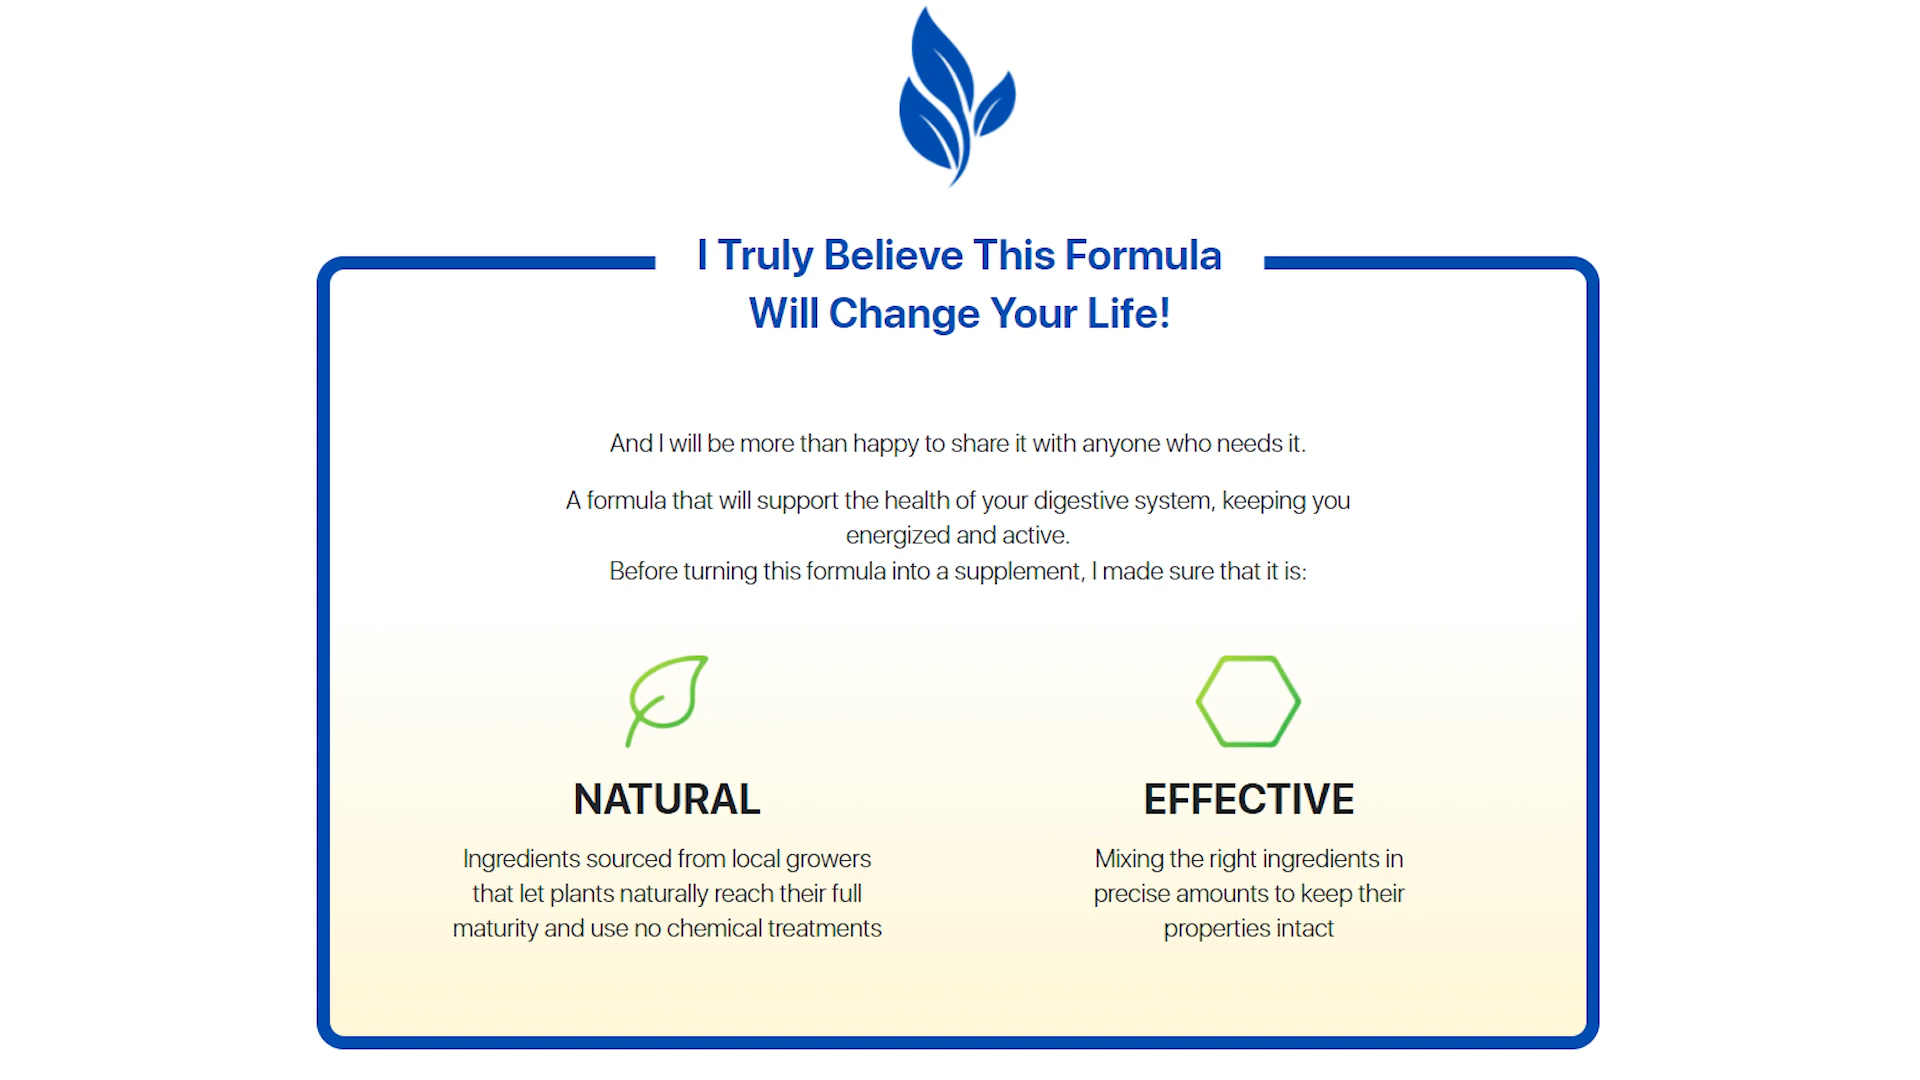 I Truly Believe This Formula
Will Change Your Life!
And I will be more than happy to share it with anyone who needs it.
A formula that will support the health of your digestive system, keeping you
energized and active.
Before turning this formula into a supplement, I made sure that it is:
NATURAL
Ingredients sourced from local growers
that let plants naturally reach their full
maturity and use no chemical treatments
EFFECTIVE
Mixing the right ingredients in
precise amounts to keep their
properties intact